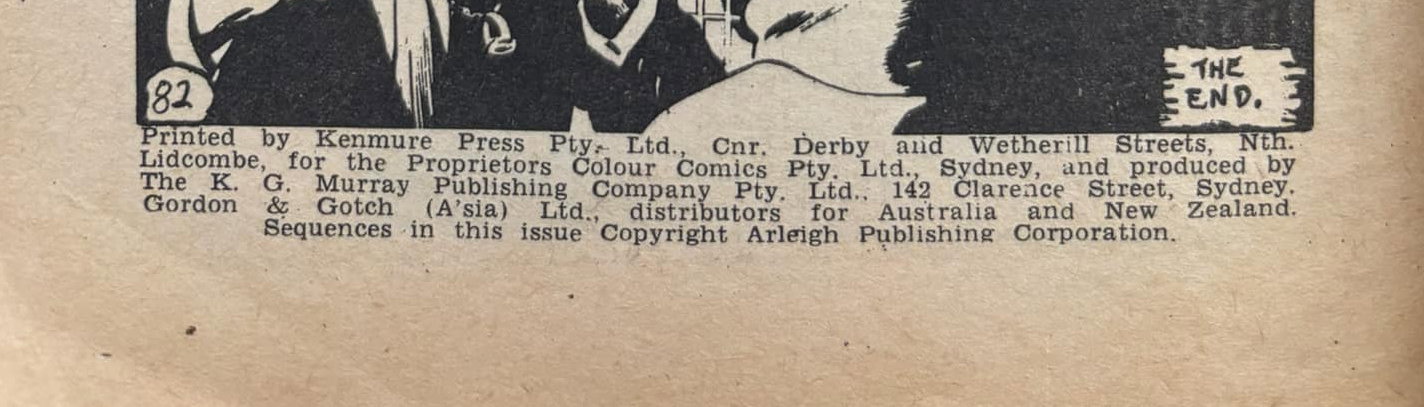 82
THE
END.
Printed by Kenmure Press Pty. Ltd., Cnr. Derby and Wetherill Streets, Nth.
Lidcombe, for the Proprietors Colour Comics Pty. Ltd., Sydney, and produced by
The K. G. Murray Publishing Company Pty. Ltd., 142 Clarence Street, Sydney.
Gordon & Gotch (A'sia) Ltd., distributors for Australia and New Zealand.
Sequences in this issue Copyright Arleigh Publishing Corporation.